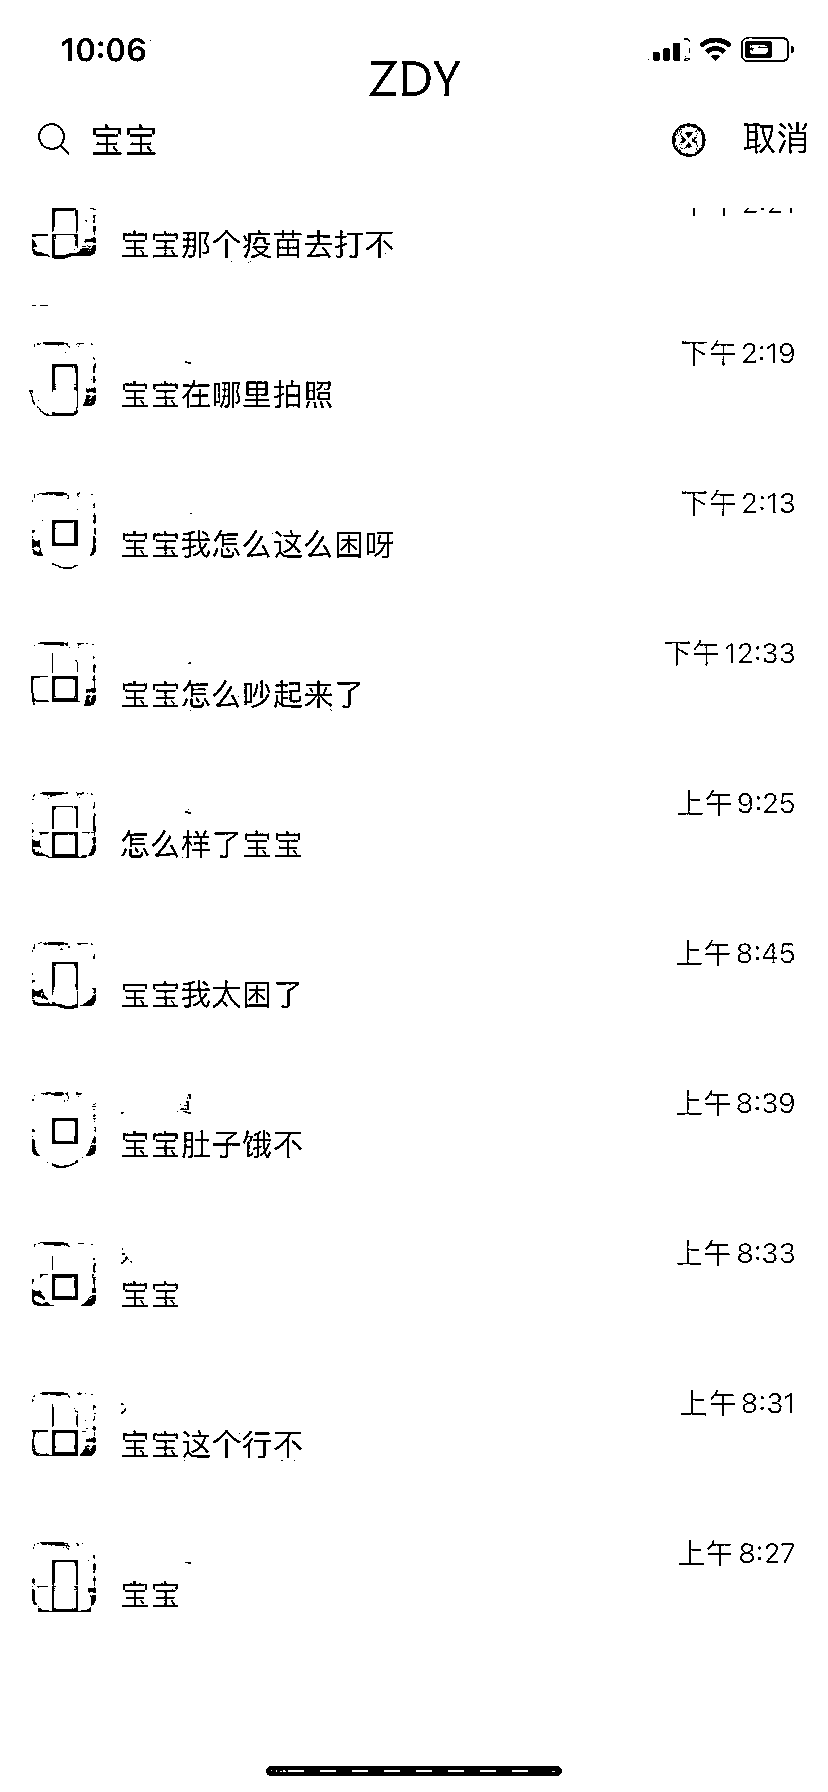 10:06
ZDY
宝宝 取消
宝宝那个疫苗去打不
下午 2:19
宝宝在哪里拍照
下午 2:13
宝宝我怎么这么困呀
下午 12:33
宝宝怎么吵起来了
上午 9:25
怎么样了宝宝
上午 8:45
宝宝我太困了
上午 8:39
宝宝肚子饿不
上午 8:33
宝宝
上午 8:31
宝宝这个行不
上午 8:27
宝宝